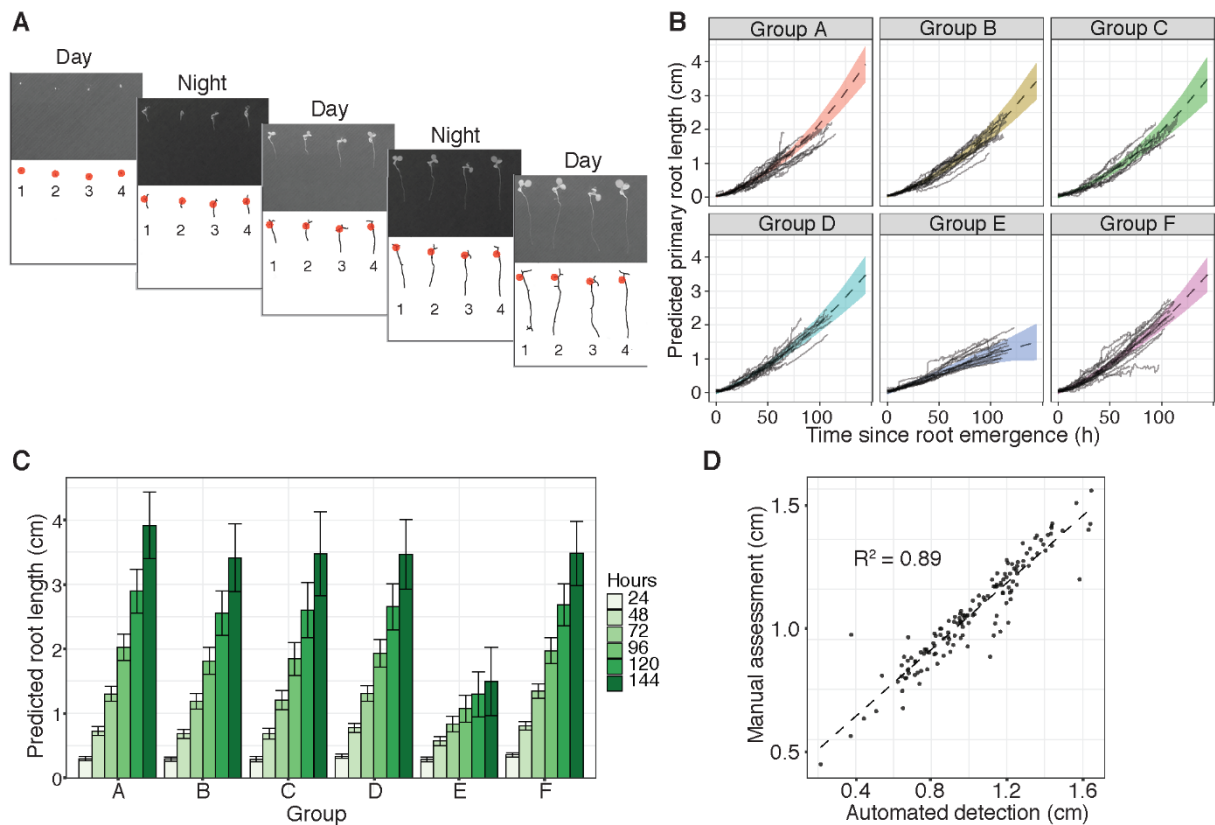 A
Day
Night
Day
Night
Day
1 2 3 4
1 2 3 4
1 2 3 4
1 2 3 4
1 2 3 4
B
Group A Group B Group C
Group D Group E Group F
Predicted primary root length (cm)
4
3
2
1
0
4
3
2
1
0
0 50 100 0 50 100 0 50 100
Time since root emergence (h)
C
Predicted root length (cm)
4
3
2
1
0
A B C D E F
Group
Hours
24
48
72
96
120
144
D
Manual assessment (cm)
1.5
1.0
0.5
R² = 0.89
0.4 0.8 1.2 1.6
Automated detection (cm)